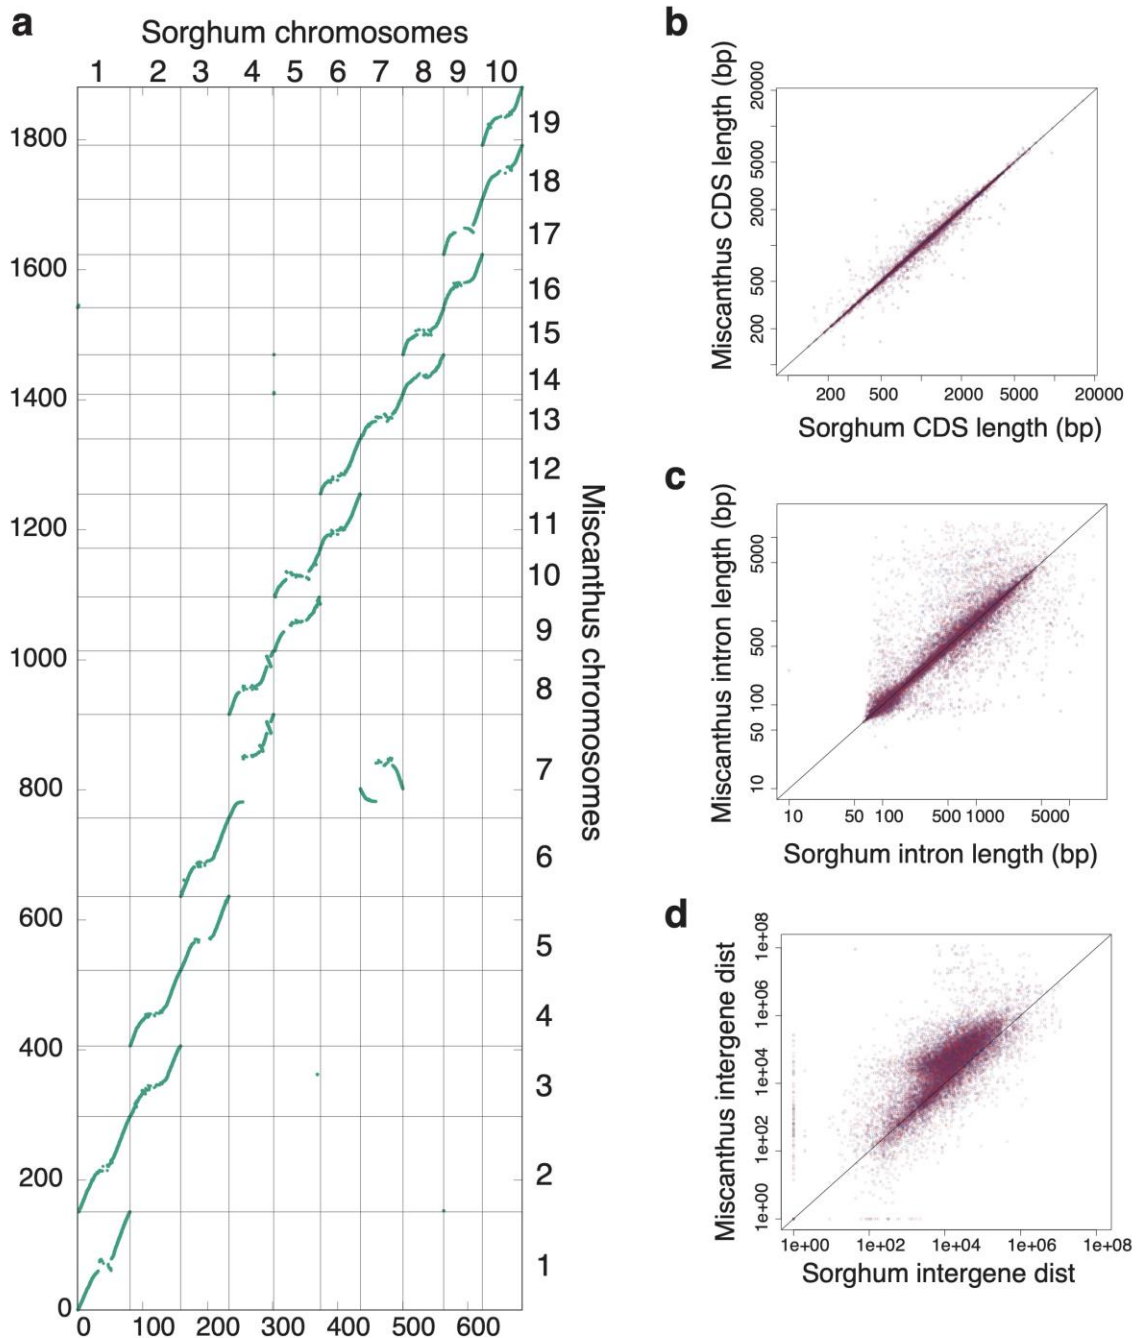 a
Sorghum chromosomes
1 2 3 4 5 6 7 8 9 10
1800
1600
1400
1200
1000
800
600
400
200
0
19
18
17
16
15
14
13
12
11
10
9
8
7
6
5
4
3
2
1
Miscanthus chromosomes
0 100 200 300 400 500 600
b
Miscanthus CDS length (bp)
20000
5000
2000
500
200
200 500 2000 5000 20000
Sorghum CDS length (bp)
c
Miscanthus intron length (bp)
5000
500
100
50
10
10 50 100 500 1000 5000
Sorghum intron length (bp)
d
Miscanthus intergene dist
1e+08
1e+06
1e+04
1e+02
1e+00
1e+00 1e+02 1e+04 1e+06 1e+08
Sorghum intergene dist